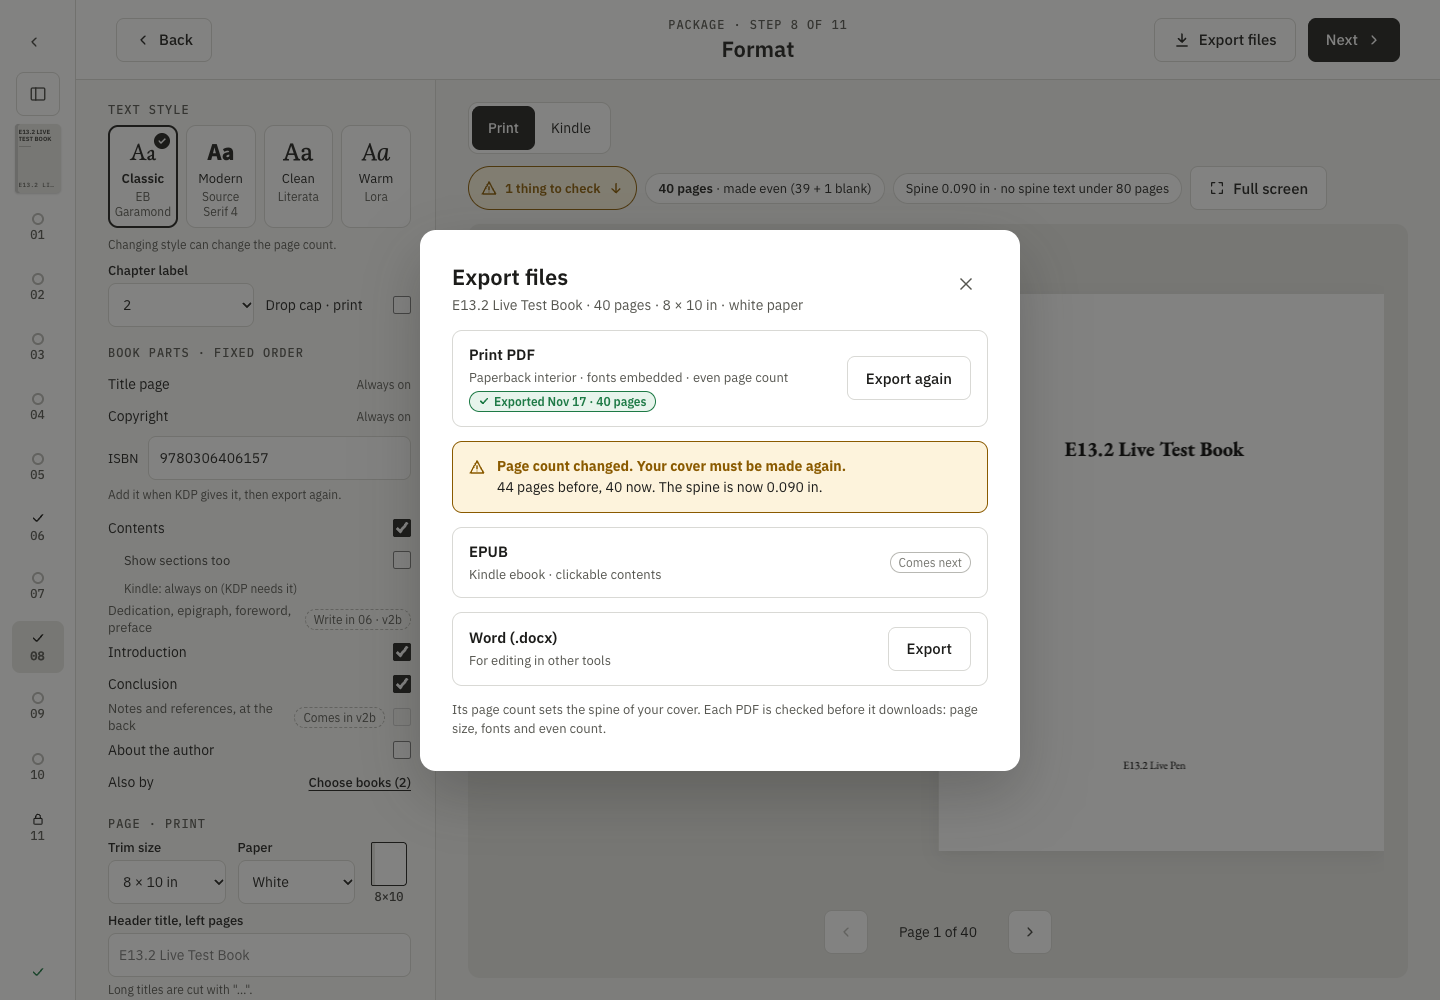 Back
PACKAGE · STEP 8 OF 11
Format
Export files
Next
E13.2 LIVE
TEST BOOK
E13.2 LI…
01
02
03
04
05
06
07
08
09
10
11
TEXT STYLE
Aa
Classic
EB
Garamond
Aa
Modern
Source
Serif 4
Aa
Clean
Literata
Aa
Warm
Lora
Changing style can change the page count.
Chapter label
2
Drop cap · print
BOOK PARTS · FIXED ORDER
Title page
Always on
Copyright
Always on
ISBN
9780306406157
Add it when KDP gives it, then export again.
Contents
Show sections too
Kindle: always on (KDP needs it)
Dedication, epigraph, foreword,
preface
Write in 06 · v2b
Introduction
Conclusion
Notes and references, at the
back
Comes in v2b
About the author
Also by
Choose books (2)
PAGE · PRINT
Trim size
Paper
8 × 10 in
White
8×10
Header title, left pages
E13.2 Live Test Book
Long titles are cut with "…".
Print
Kindle
1 thing to check
40 pages · made even (39 + 1 blank)
Spine 0.090 in · no spine text under 80 pages
Full screen
Export files
E13.2 Live Test Book · 40 pages · 8 × 10 in · white paper
Print PDF
Paperback interior · fonts embedded · even page count
Exported Nov 17 · 40 pages
Export again
Page count changed. Your cover must be made again.
44 pages before, 40 now. The spine is now 0.090 in.
EPUB
Kindle ebook · clickable contents
Comes next
Word (.docx)
For editing in other tools
Export
Its page count sets the spine of your cover. Each PDF is checked before it downloads: page
size, fonts and even count.
E13.2 Live Test Book
E13.2 Live Pen
Page 1 of 40